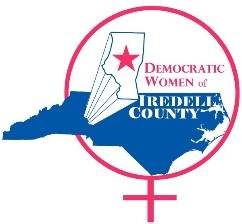 DEMOCRATIC
WOMEN of
IREDELL
COUNTY